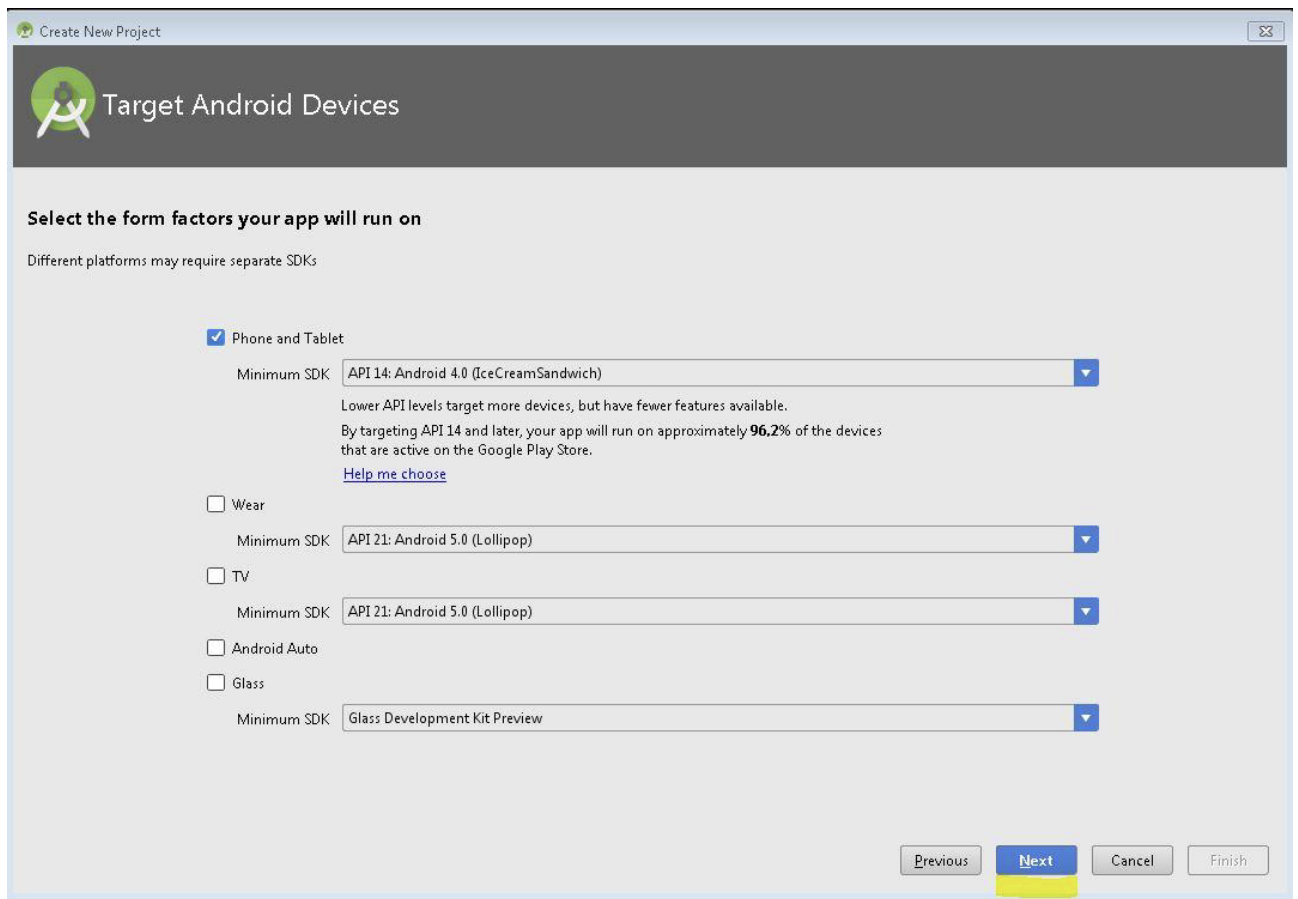 Create New Project
Target Android Devices
Select the form factors your app will run on
Different platforms may require separate SDKs
Phone and Tablet
Minimum SDK API 14: Android 4.0 (IceCreamSandwich)
Lower API levels target more devices, but have fewer features available.
By targeting API 14 and later, your app will run on approximately 96,2% of the devices
that are active on the Google Play Store.
Help me choose
Wear
Minimum SDK API 21: Android 5.0 (Lollipop)
TV
Minimum SDK API 21: Android 5.0 (Lollipop)
Android Auto
Glass
Minimum SDK Glass Development Kit Preview
Previous Next Cancel Finish